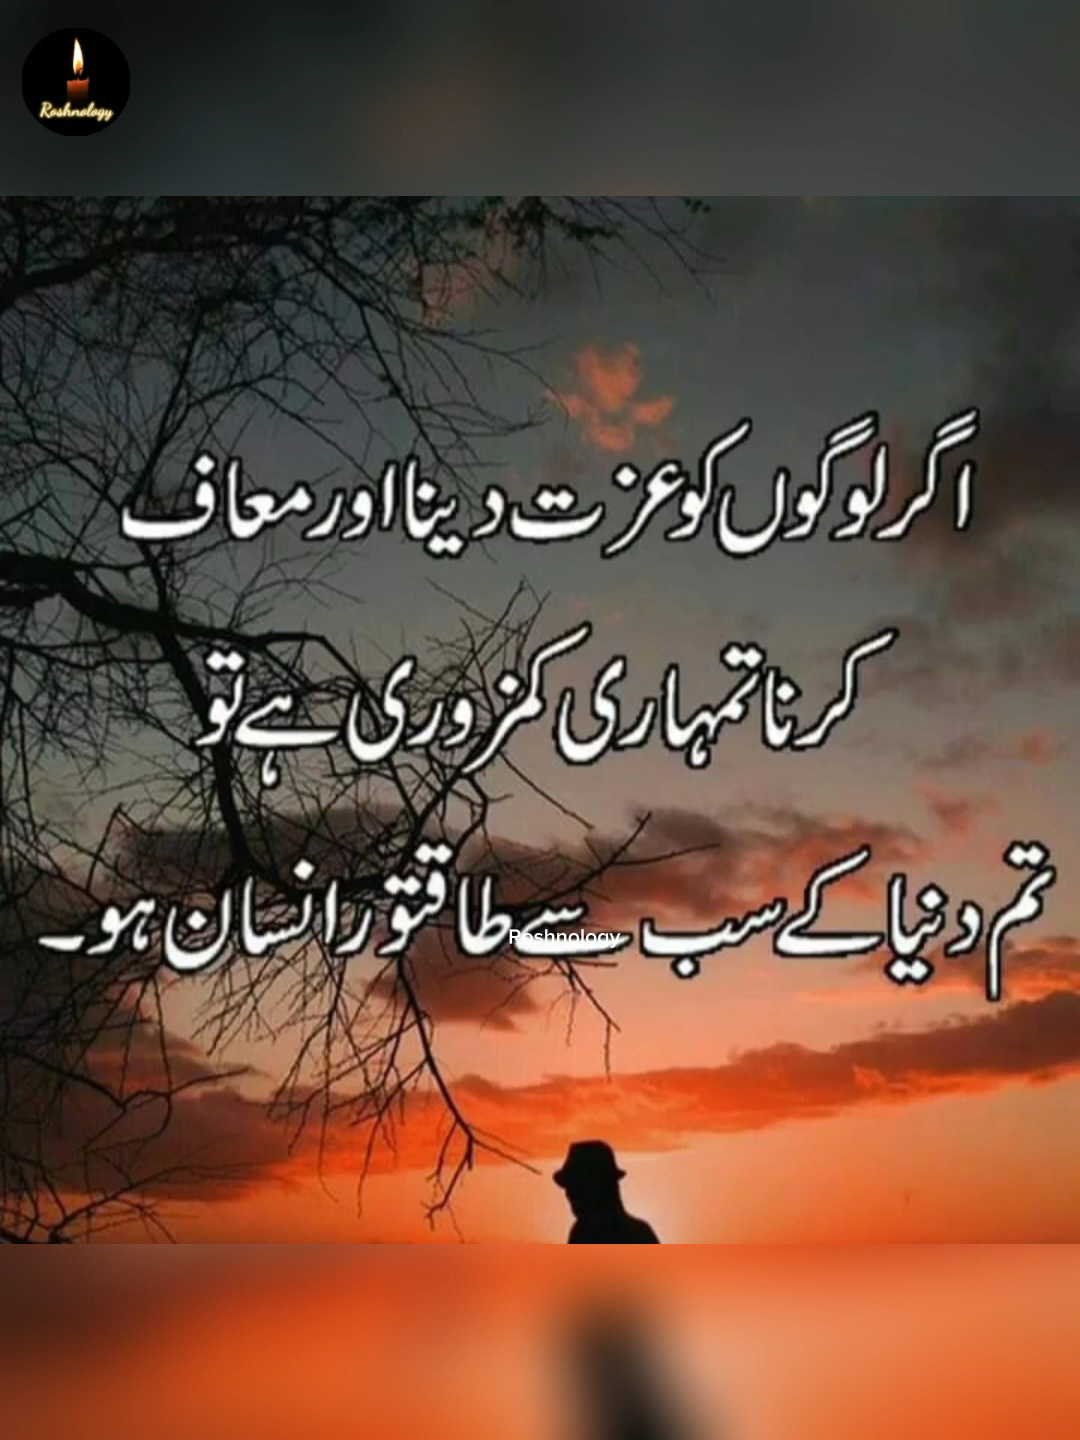 Roshnology
اگر لوگوں کو عزت دینا اور معاف
کرنا تمہاری کمزوری ہے تو
تم دنیا کے سب سے طاقتور انسان ہو۔
Roshnology